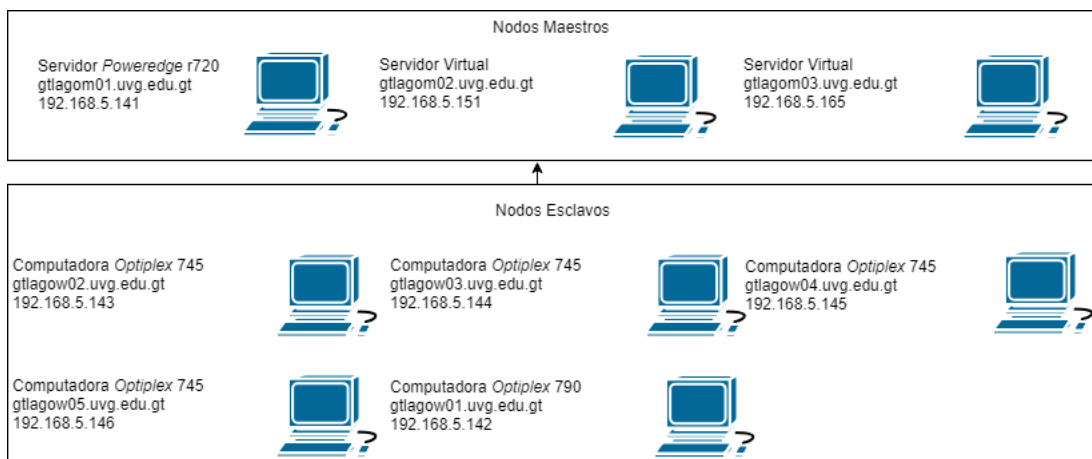 Nodos Maestros
Servidor Poweredge r720
gtlagom01.uvg.edu.gt
192.168.5.141
Servidor Virtual
gtlagom02.uvg.edu.gt
192.168.5.151
Servidor Virtual
gtlagom03.uvg.edu.gt
192.168.5.165
Nodos Esclavos
Computadora Optiplex 745
gtlagow02.uvg.edu.gt
192.168.5.143
Computadora Optiplex 745
gtlagow03.uvg.edu.gt
192.168.5.144
Computadora Optiplex 745
gtlagow04.uvg.edu.gt
192.168.5.145
Computadora Optiplex 745
gtlagow05.uvg.edu.gt
192.168.5.146
Computadora Optiplex 790
gtlagow01.uvg.edu.gt
192.168.5.142